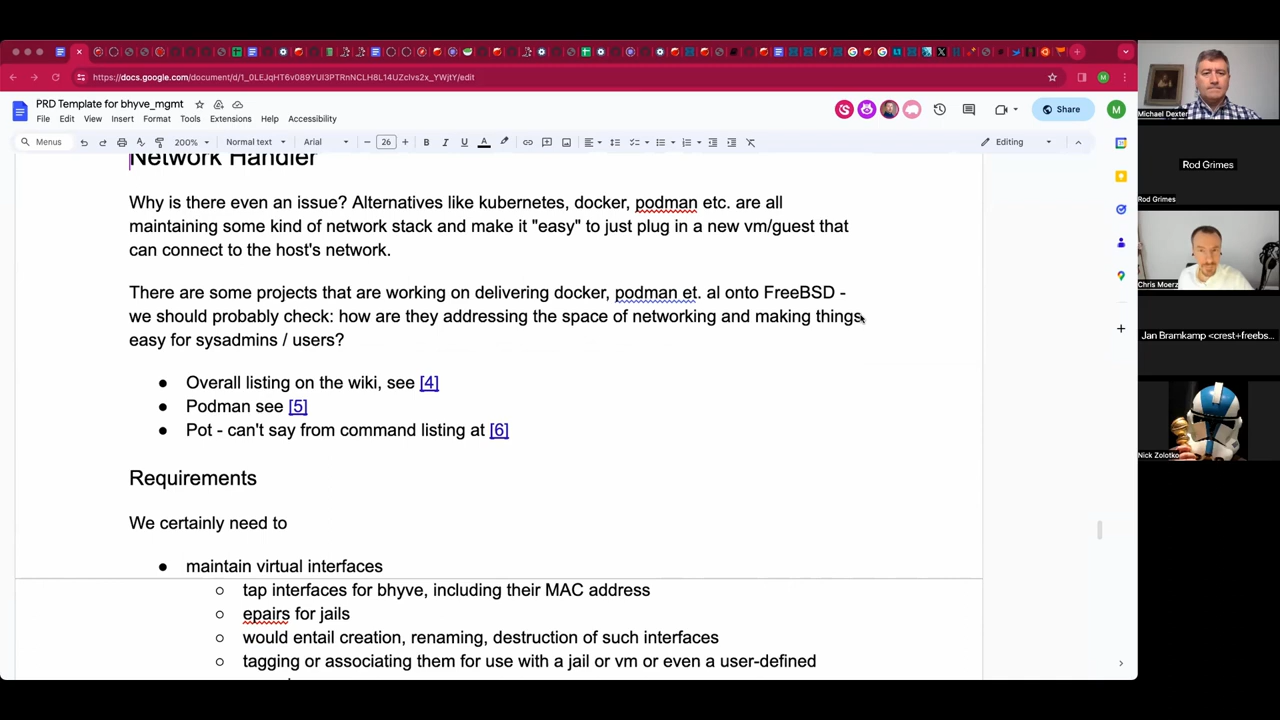 https://docs.google.com/document/d/1_0LEJqHT6v089YUI3PTRnNCLH8L14UZcIvs2x_YWjtY/edit
M
PRD Template for bhyve_mgmt
File Edit View Insert Format Tools Extensions Help Accessibility
Share
M
Menus
200%
Normal text
Arial
26
B I U A
Editing
Network Handler
Why is there even an issue? Alternatives like kubernetes, docker, podman etc. are all
maintaining some kind of network stack and make it "easy" to just plug in a new vm/guest that
can connect to the host's network.
There are some projects that are working on delivering docker, podman et. al onto FreeBSD -
we should probably check: how are they addressing the space of networking and making things
easy for sysadmins / users?
● Overall listing on the wiki, see [4]
● Podman see [5]
● Pot - can't say from command listing at [6]
Requirements
We certainly need to
● maintain virtual interfaces
○ tap interfaces for bhyve, including their MAC address
○ epairs for jails
○ would entail creation, renaming, destruction of such interfaces
○ tagging or associating them for use with a jail or vm or even a user-defined
Michael Dexter
Rod Grimes
Rod Grimes
Chris Moerz
Jan Bramkamp <crest+freebs...
Nick Zolotko